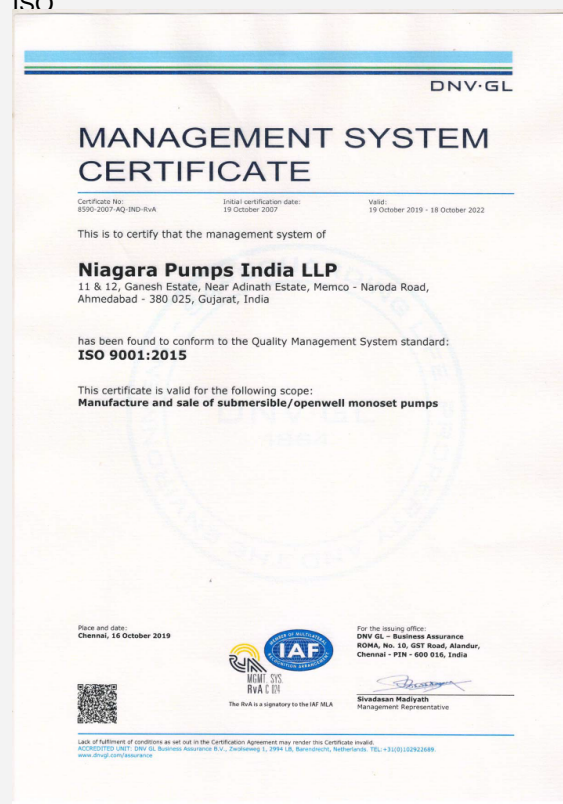 ISO
DNV·GL
MANAGEMENT SYSTEM
CERTIFICATE
Certificate No:
8590-2007-AQ-IND-RvA
Initial certification date:
19 October 2007
Valid:
19 October 2019 - 18 October 2022
This is to certify that the management system of
Niagara Pumps India LLP
11 & 12, Ganesh Estate, Near Adinath Estate, Memco - Naroda Road,
Ahmedabad - 380 025, Gujarat, India
has been found to conform to the Quality Management System standard:
ISO 9001:2015
This certificate is valid for the following scope:
Manufacture and sale of submersible/openwell monoset pumps
Place and date:
Chennai, 16 October 2019
MEMBER OF MULTILATERAL
IAF
RECOGNITION ARRANGEMENT
MGMT. SYS.
RvA C 024
The RvA is a signatory to the IAF MLA
For the issuing office:
DNV GL – Business Assurance
ROMA, No. 10, GST Road, Alandur,
Chennai - PIN - 600 016, India
Sivadasan Madiyath
Management Representative
Lack of fulfilment of conditions as set out in the Certification Agreement may render this Certificate invalid.
ACCREDITED UNIT: DNV GL Business Assurance B.V., Zwolseweg 1, 2994 LB, Barendrecht, Netherlands. TEL:+31(0)102922689.
www.dnvgl.com/assurance